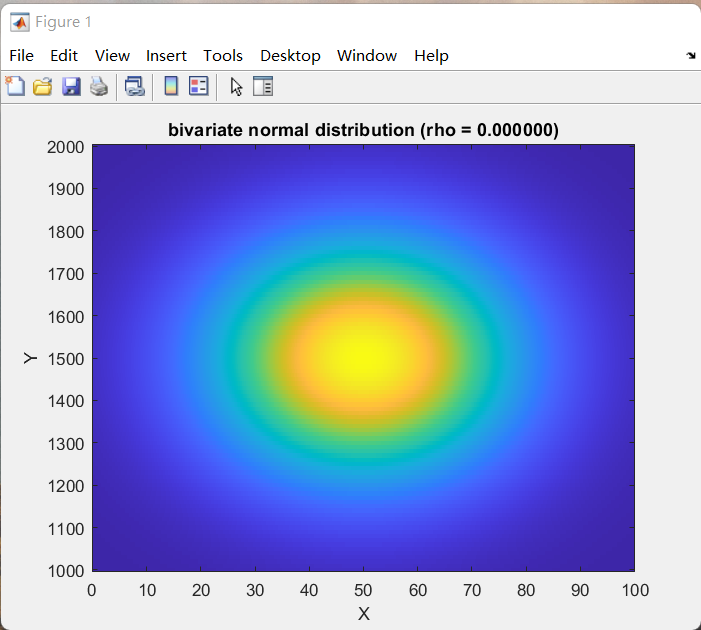 Figure 1
File Edit View Insert Tools Desktop Window Help
bivariate normal distribution (rho = 0.000000)
2000
1900
1800
1700
1600
1500
1400
1300
1200
1100
1000
Y
0 10 20 30 40 50 60 70 80 90 100
X